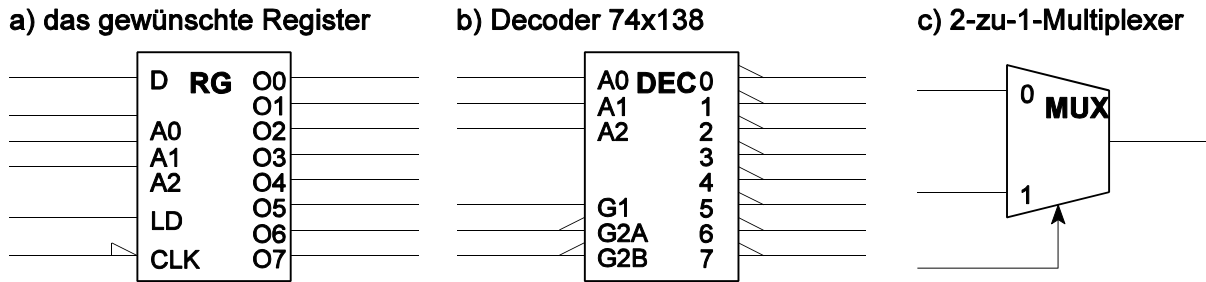 a) das gewünschte Register
D RG O0
O1
A0 O2
A1 O3
A2 O4
O5
LD O6
CLK O7
b) Decoder 74x138
A0 DEC 0
A1 1
A2 2
3
4
G1 5
G2A 6
G2B 7
c) 2-zu-1-Multiplexer
0 MUX
1